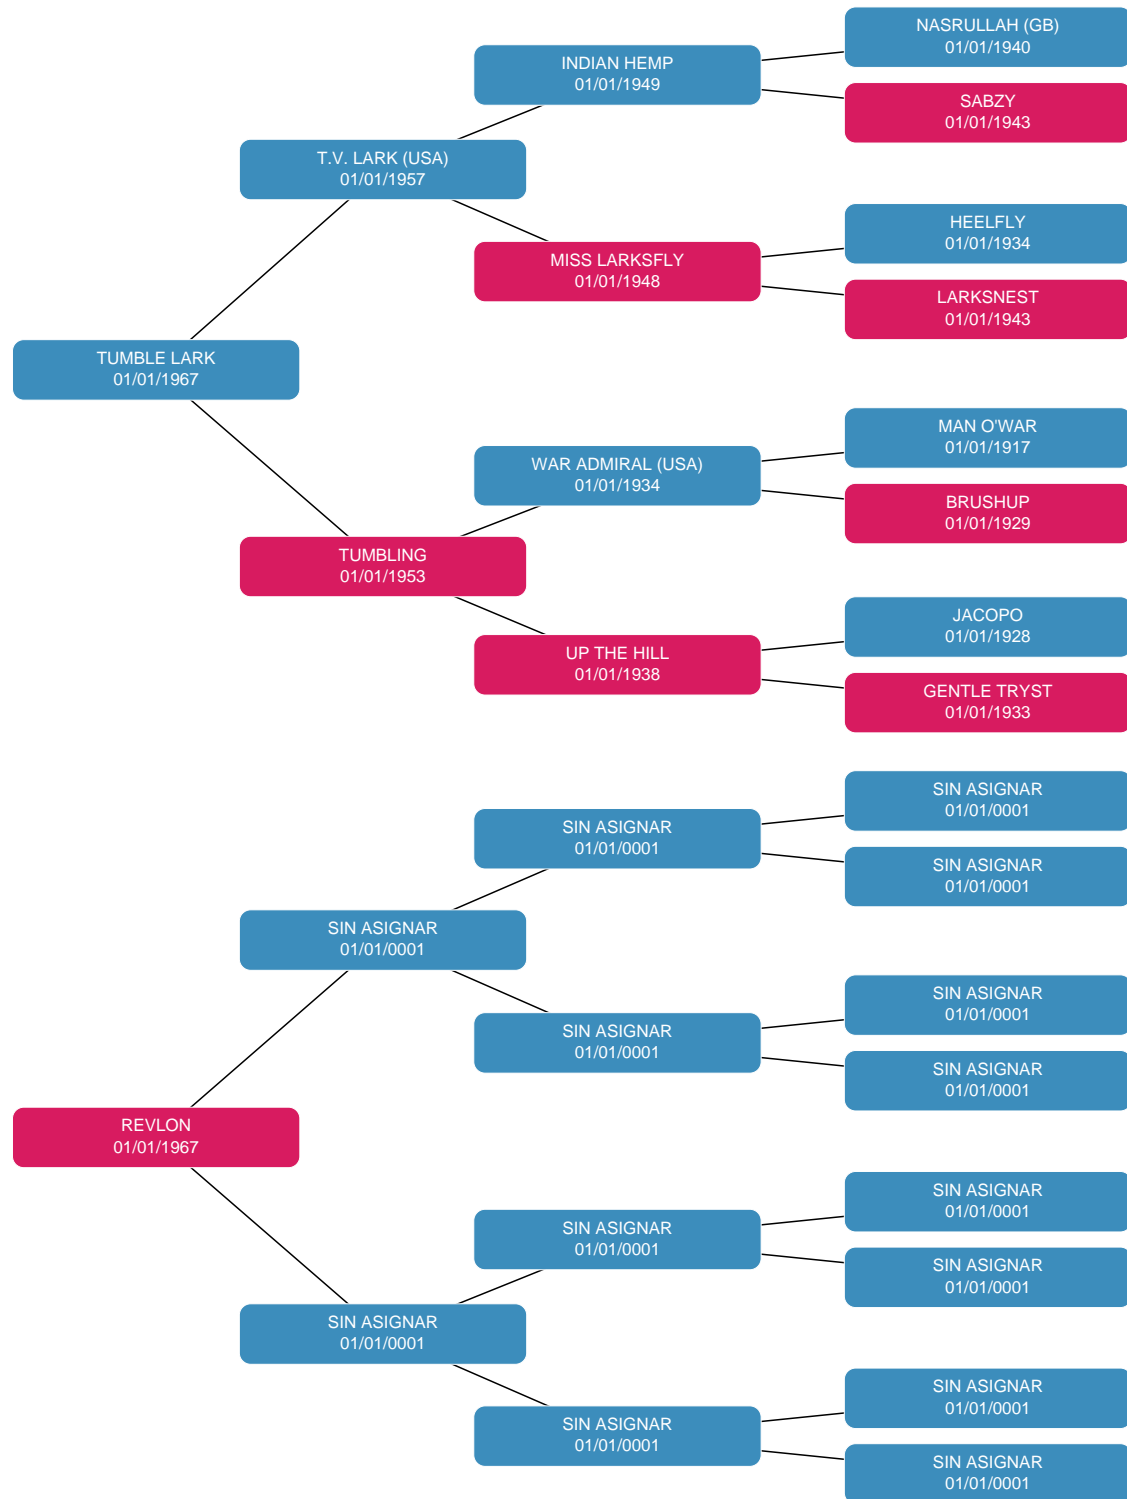 NASRULLAH (GB)
01/01/1940
INDIAN HEMP
01/01/1949
SABZY
01/01/1943
T.V. LARK (USA)
01/01/1957
HEELFLY
01/01/1934
MISS LARKSFLY
01/01/1948
LARKSNEST
01/01/1943
TUMBLE LARK
01/01/1967
MAN O'WAR
01/01/1917
WAR ADMIRAL (USA)
01/01/1934
BRUSHUP
01/01/1929
TUMBLING
01/01/1953
JACOPO
01/01/1928
UP THE HILL
01/01/1938
GENTLE TRYST
01/01/1933
SIN ASIGNAR
01/01/0001
SIN ASIGNAR
01/01/0001
SIN ASIGNAR
01/01/0001
SIN ASIGNAR
01/01/0001
SIN ASIGNAR
01/01/0001
SIN ASIGNAR
01/01/0001
SIN ASIGNAR
01/01/0001
REVLON
01/01/1967
SIN ASIGNAR
01/01/0001
SIN ASIGNAR
01/01/0001
SIN ASIGNAR
01/01/0001
SIN ASIGNAR
01/01/0001
SIN ASIGNAR
01/01/0001
SIN ASIGNAR
01/01/0001
SIN ASIGNAR
01/01/0001